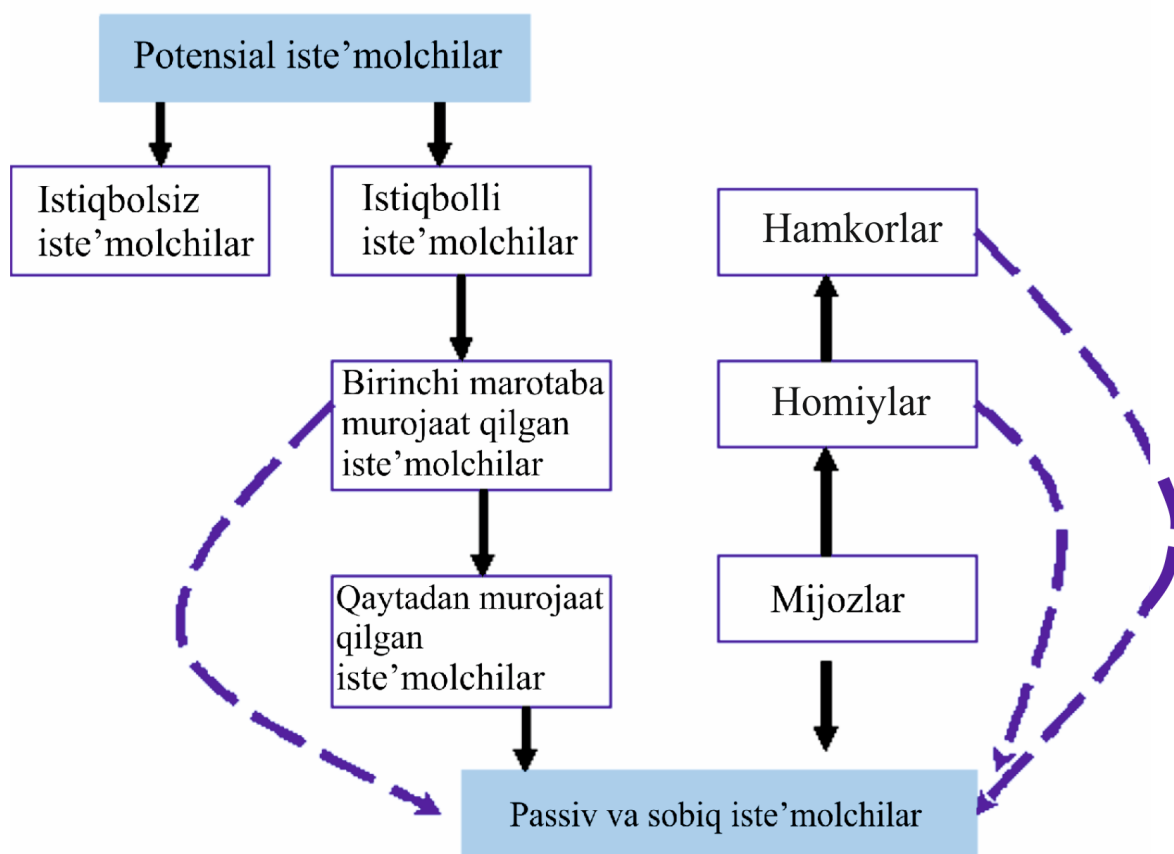 Potensial iste’molchilar
Istiqbolsiz
iste’molchilar
Istiqbolli
iste’molchilar
Birinchi marotaba
murojaat qilgan
iste’molchilar
Qaytadan murojaat
qilgan
iste’molchilar
Hamkorlar
Homiylar
Mijozlar
Passiv va sobiq iste’molchilar